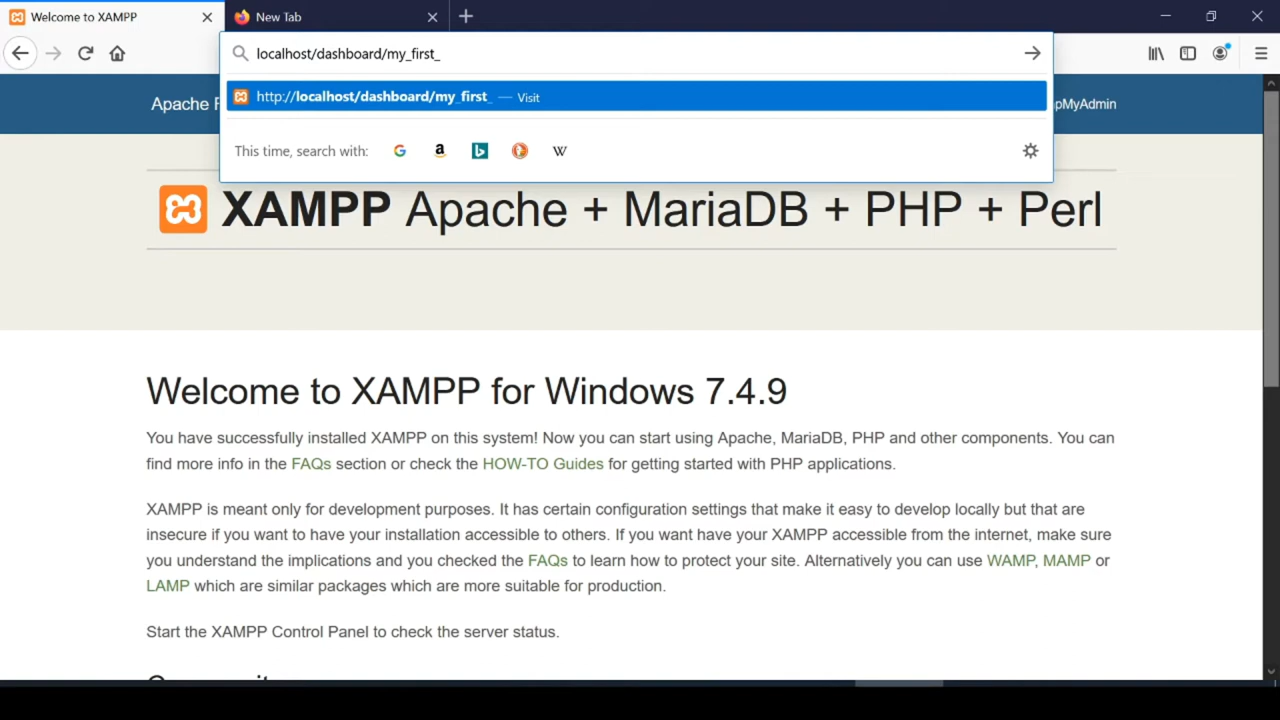 Welcome to XAMPP
New Tab
localhost/dashboard/my_first_
http://localhost/dashboard/my_first_ — Visit
This time, search with:
Apache
pMyAdmin
XAMPP Apache + MariaDB + PHP + Perl
Welcome to XAMPP for Windows 7.4.9
You have successfully installed XAMPP on this system! Now you can start using Apache, MariaDB, PHP and other components. You can
find more info in the FAQs section or check the HOW-TO Guides for getting started with PHP applications.
XAMPP is meant only for development purposes. It has certain configuration settings that make it easy to develop locally but that are
insecure if you want to have your installation accessible to others. If you want have your XAMPP accessible from the internet, make sure
you understand the implications and you checked the FAQs to learn how to protect your site. Alternatively you can use WAMP, MAMP or
LAMP which are similar packages which are more suitable for production.
Start the XAMPP Control Panel to check the server status.